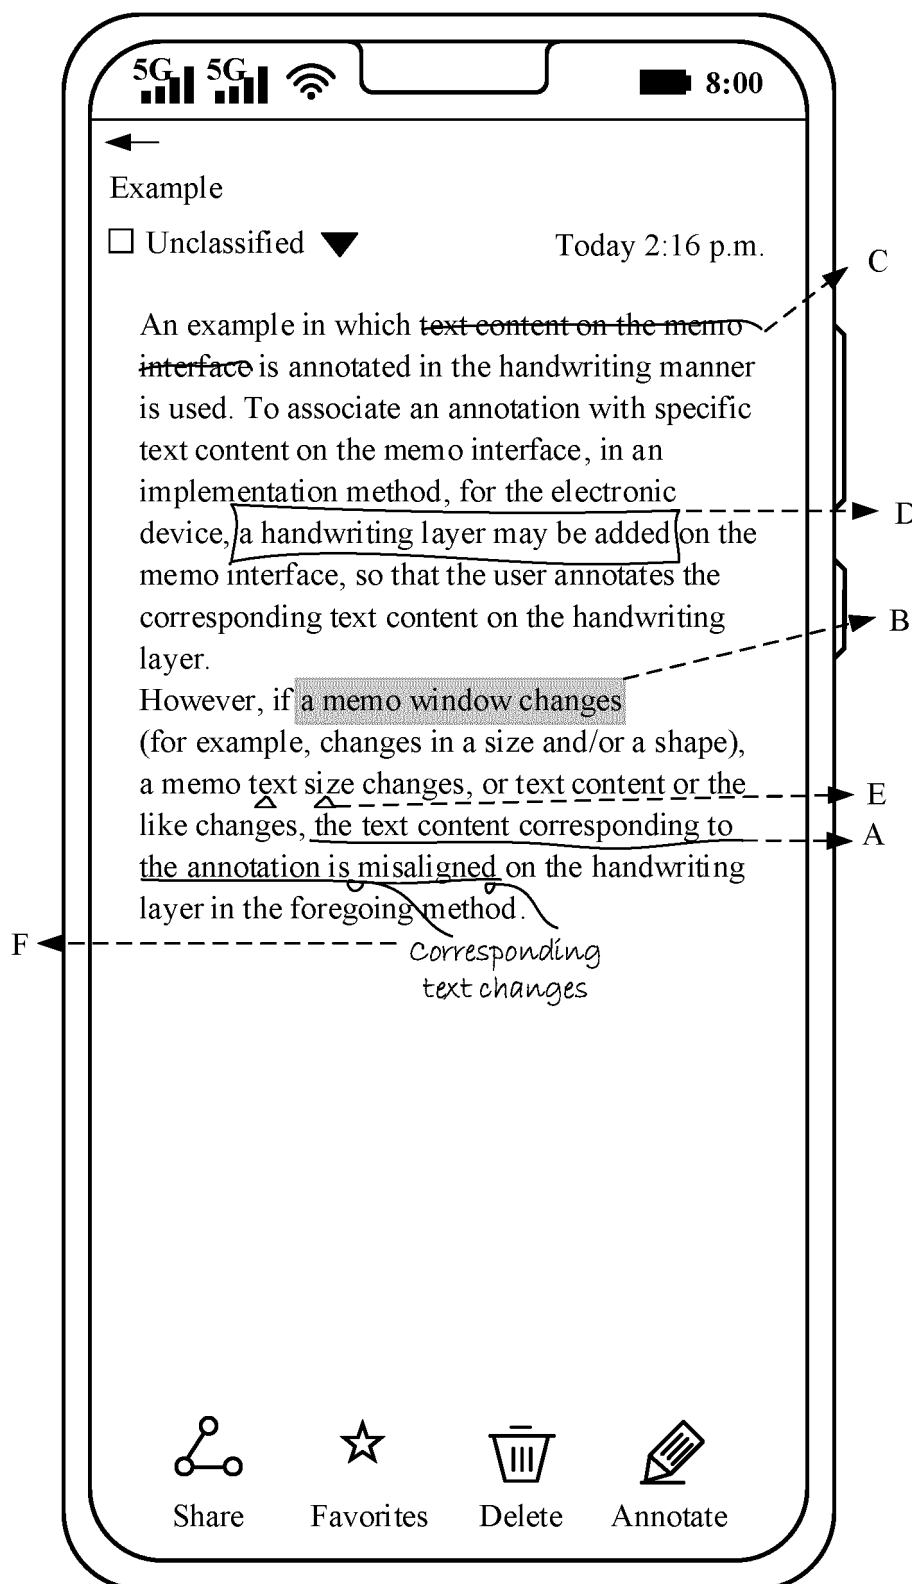 5G 5G 8:00
Example
Unclassified Today 2:16 p.m.
C
An example in which text content on the memo
interface is annotated in the handwriting manner
is used. To associate an annotation with specific
text content on the memo interface, in an
implementation method, for the electronic
D
device, a handwriting layer may be added on the
memo interface, so that the user annotates the
corresponding text content on the handwriting
B
layer.
However, if a memo window changes
(for example, changes in a size and/or a shape),
a memo text size changes, or text content or the
E
like changes, the text content corresponding to
A
the annotation is misaligned on the handwriting
layer in the foregoing method.
F
Corresponding
text changes
Share Favorites Delete Annotate